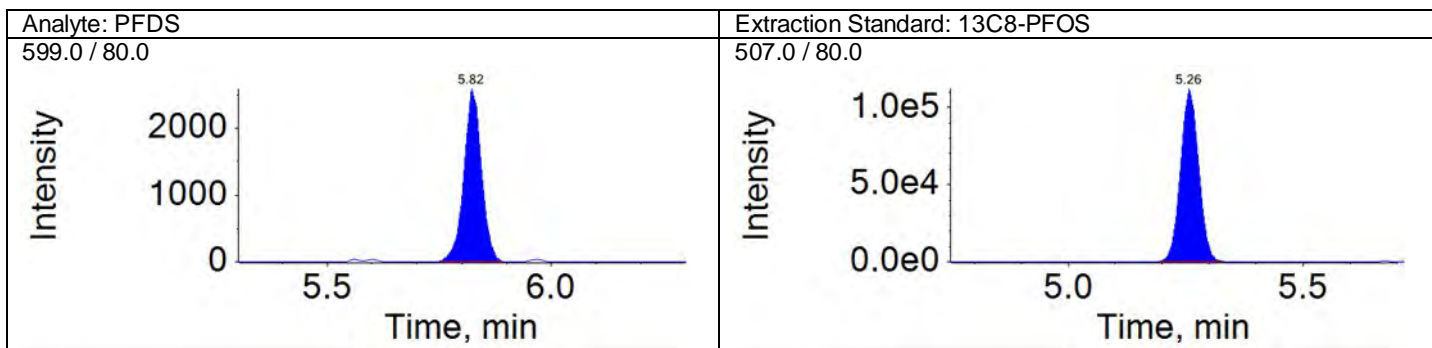 Analyte: PFDS
599.0 / 80.0
5.82
2000
1000
0
Intensity
5.5
6.0
Time, min
Extraction Standard: 13C8-PFOS
507.0 / 80.0
5.26
1.0e5
5.0e4
0.0e0
Intensity
5.0
5.5
Time, min